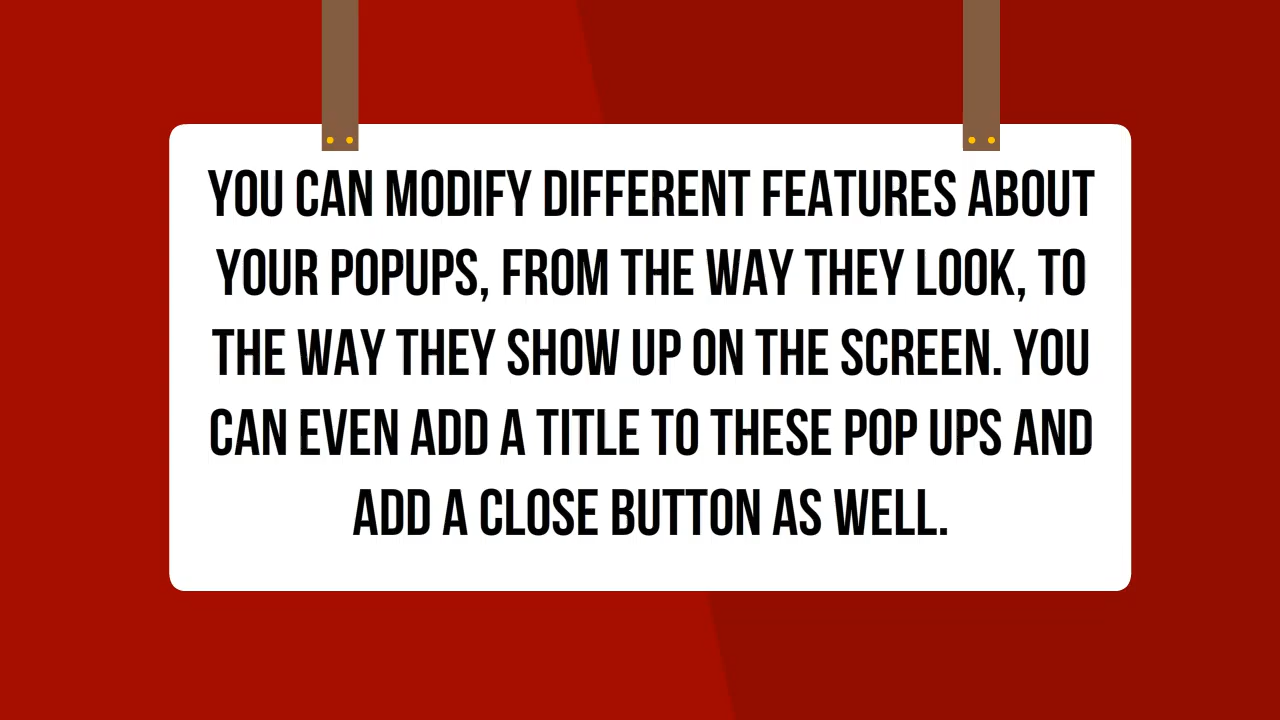 YOU CAN MODIFY DIFFERENT FEATURES ABOUT
YOUR POPUPS, FROM THE WAY THEY LOOK, TO
THE WAY THEY SHOW UP ON THE SCREEN. YOU
CAN EVEN ADD A TITLE TO THESE POP UPS AND
ADD A CLOSE BUTTON AS WELL.